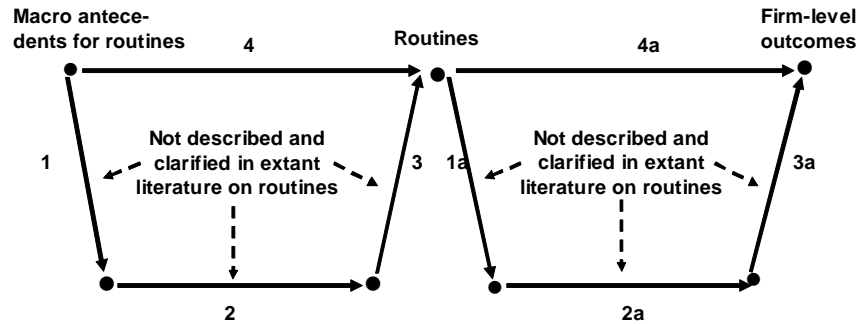 Macro antece-
dents for routines
4
Routines
4a
Firm-level
outcomes
1
Not described and
clarified in extant
literature on routines
3
1a
Not described and
clarified in extant
literature on routines
3a
2
2a